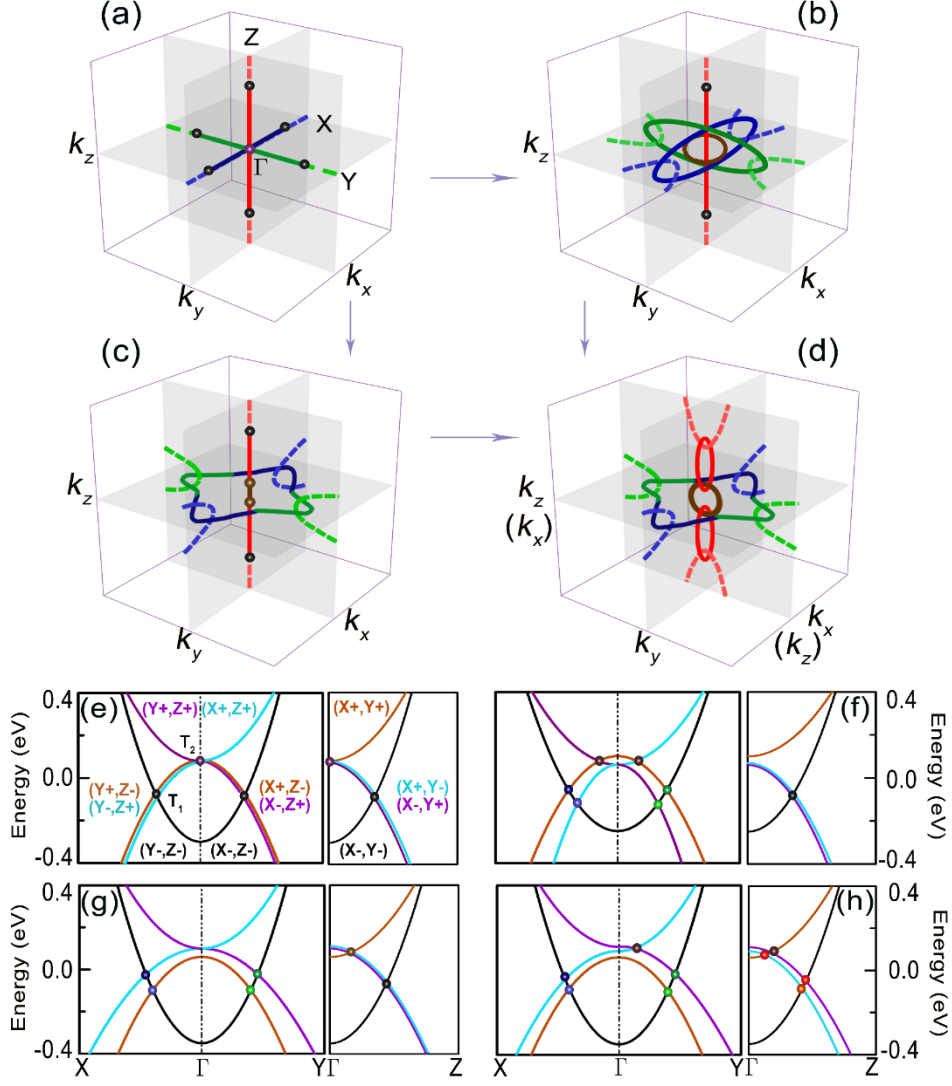 (a)
(b)
Z
X
Γ
Y
k_z
k_y
k_x
k_z
k_y
k_x
(c)
(d)
k_z
k_y
k_x
k_z
(k_x)
k_y
k_x
(k_z)
(e)
(Y+,Z+) (X+,Z+)
(X+,Y+)
(f)
T_2
(Y+,Z-)
(Y-,Z+)
T_1
(X+,Z-)
(X-,Z+)
(X+,Y-)
(X-,Y+)
(Y-,Z-) (X-,Z-)
(X-,Y-)
Energy (eV)
0.4
0.0
-0.4
0.4
0.0
-0.4
Energy (eV)
(g)
(h)
Energy (eV)
0.4
0.0
-0.4
0.4
0.0
-0.4
Energy (eV)
X Γ Y Γ Z X Γ Y Γ Z